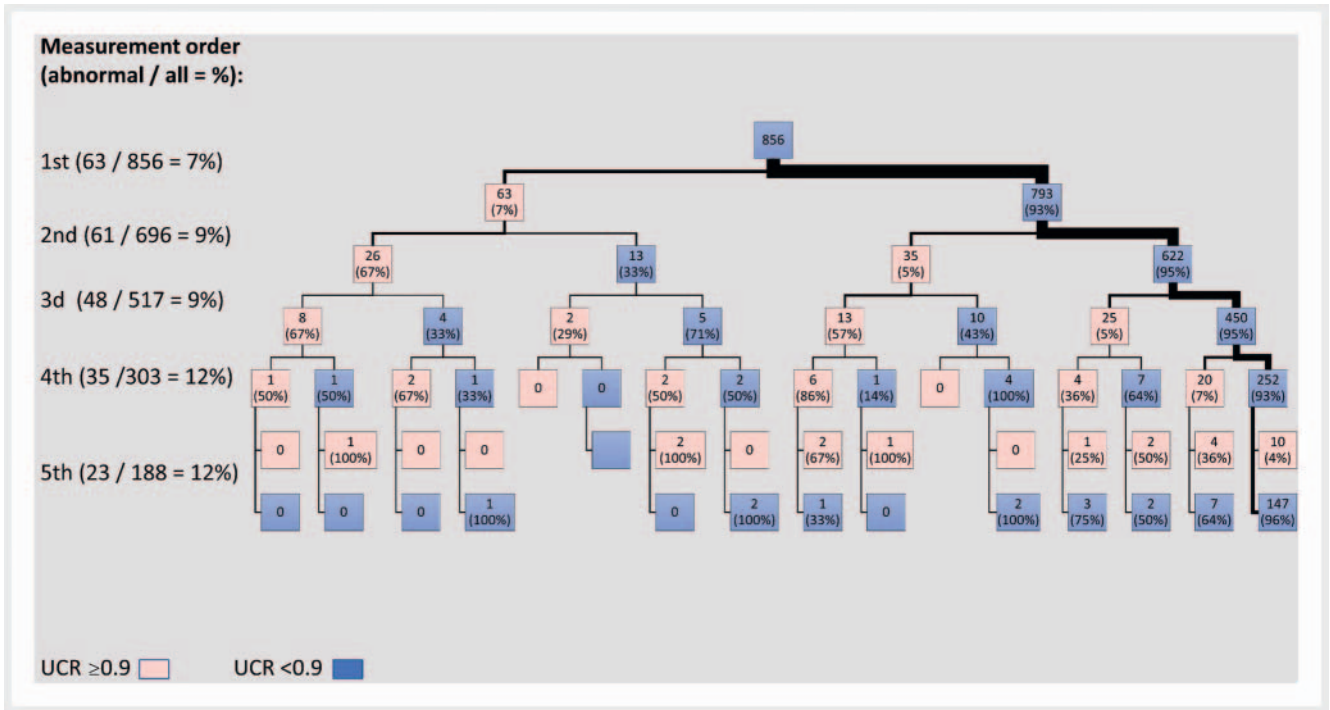 Measurement order
(abnormal / all = %):
856
1st (63 / 856 = 7%)
63 793
(7%) (93%)
2nd (61 / 696 = 9%)
26 13 35 622
(67%) (33%) (5%) (95%)
3d (48 / 517 = 9%)
8 4 2 5 13 10 25 450
(67%) (33%) (29%) (71%) (57%) (43%) (5%) (95%)
4th (35 /303 = 12%)
1 1 2 1 0 0 2 2 6 1 0 4 4 7 20 252
(50%) (50%) (67%) (33%) (50%) (50%) (86%) (14%) (100%) (36%) (64%) (7%) (93%)
0 1 0 0 2 0 2 1 0 1 2 4 10
(100%) (100%) (67%) (100%) (25%) (50%) (36%) (4%)
5th (23 / 188 = 12%)
0 0 0 1 0 2 1 0 2 3 2 7 147
(100%) (100%) (33%) (100%) (75%) (50%) (64%) (96%)
UCR ≥0.9 UCR <0.9